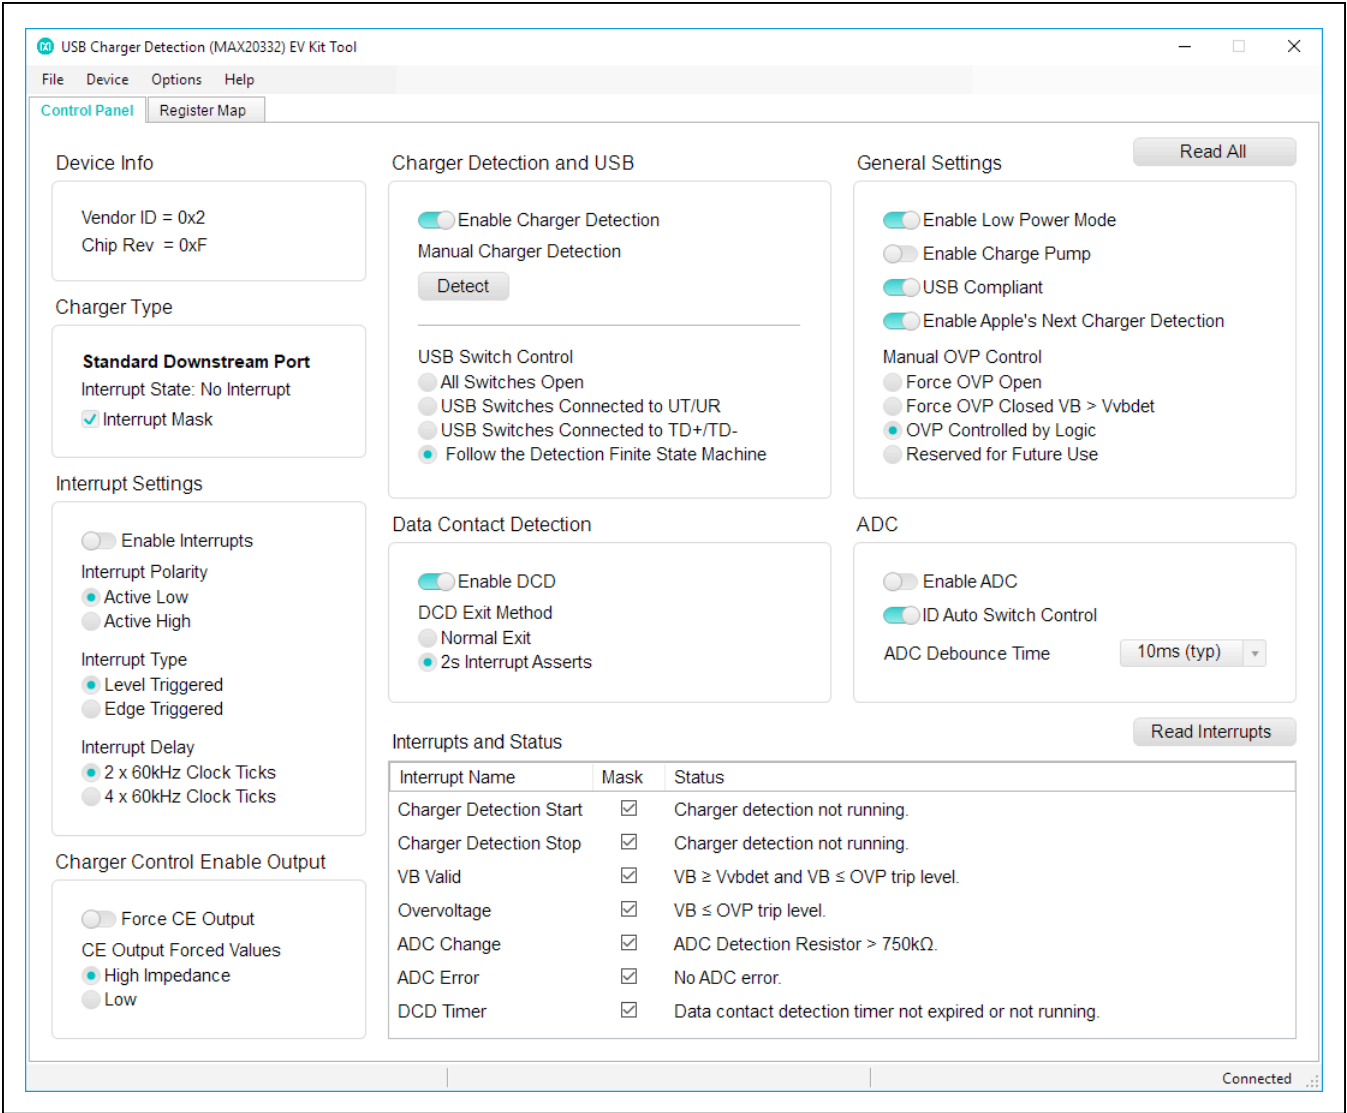 USB Charger Detection (MAX20332) EV Kit Tool
File Device Options Help
Control Panel Register Map
Read All
Device Info
Vendor ID = 0x2
Chip Rev = 0xF
Charger Type
Standard Downstream Port
Interrupt State: No Interrupt
Interrupt Mask
Interrupt Settings
Enable Interrupts
Interrupt Polarity
Active Low
Active High
Interrupt Type
Level Triggered
Edge Triggered
Interrupt Delay
2 x 60kHz Clock Ticks
4 x 60kHz Clock Ticks
Charger Control Enable Output
Force CE Output
CE Output Forced Values
High Impedance
Low
Charger Detection and USB
Enable Charger Detection
Manual Charger Detection
Detect
USB Switch Control
All Switches Open
USB Switches Connected to UT/UR
USB Switches Connected to TD+/TD-
Follow the Detection Finite State Machine
General Settings
Enable Low Power Mode
Enable Charge Pump
USB Compliant
Enable Apple's Next Charger Detection
Manual OVP Control
Force OVP Open
Force OVP Closed VB > Vvbdet
OVP Controlled by Logic
Reserved for Future Use
Data Contact Detection
Enable DCD
DCD Exit Method
Normal Exit
2s Interrupt Asserts
ADC
Enable ADC
ID Auto Switch Control
ADC Debounce Time 10ms (typ)
Interrupts and Status
Read Interrupts
Interrupt Name Mask Status
Charger Detection Start Charger detection not running.
Charger Detection Stop Charger detection not running.
VB Valid VB ≥ Vvbdet and VB ≤ OVP trip level.
Overvoltage VB ≤ OVP trip level.
ADC Change ADC Detection Resistor > 750kΩ.
ADC Error No ADC error.
DCD Timer Data contact detection timer not expired or not running.
Connected